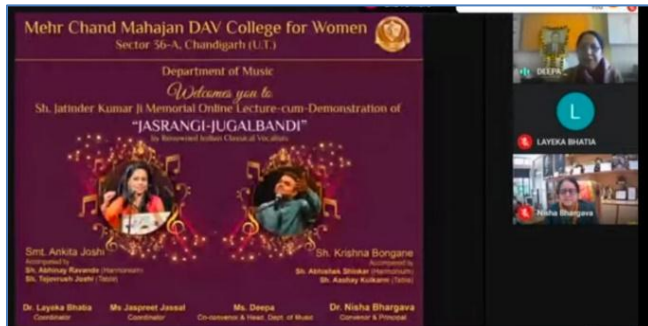 Mehr Chand Mahajan DAV College for Women
Sector 36-A, Chandigarh (U.T.)
Department of Music
Welcomes you to
Sh. Jatinder Kumar Ji Memorial Online Lecture-cum-Demonstration of
"JASRANGI-JUGALBANDI"
by Renowned Indian Classical Vocalists
Smt. Ankita Joshi
Accompanied by
Sh. Abhinay Ravande (Harmonium)
Sh. Tejovrush Joshi (Tabla)
Sh. Krishna Bongane
Accompanied by
Sh. Abhishek Shinkar (Harmonium)
Sh. Aashay Kulkarni (Tabla)
Dr. Layeka Bhatia
Coordinator
Ms Jaspreet Jassal
Coordinator
Ms. Deepa
Co-convenor & Head, Dept. of Music
Dr. Nisha Bhargava
Convenor & Principal
DEEPA
L
LAYEKA BHATIA
Nisha Bhargava